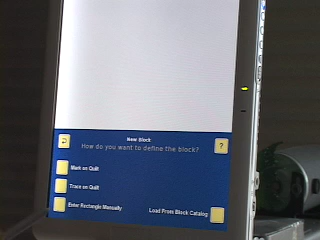 New Block
How do you want to define the block?
?
Mark on Quilt
Trace on Quilt
Enter Rectangle Manually
Load From Block Catalog